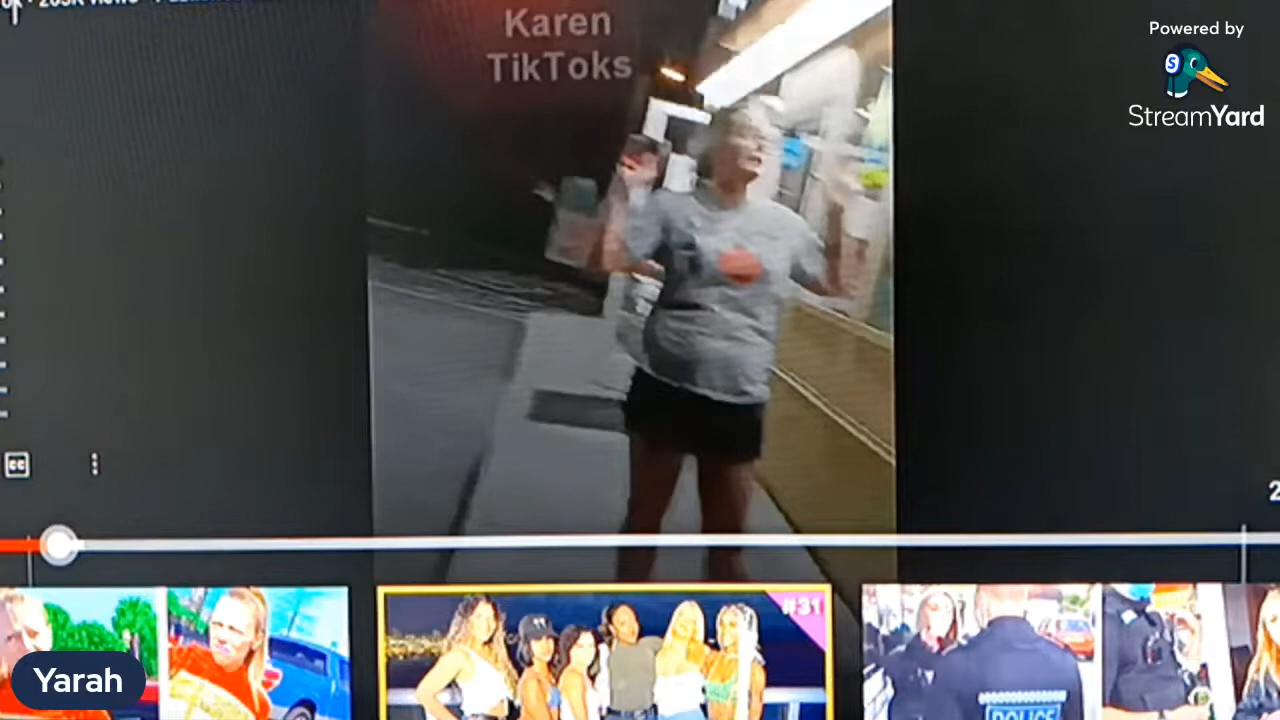 Karen
TikToks
Powered by
StreamYard
#31
Yarah
POLICE